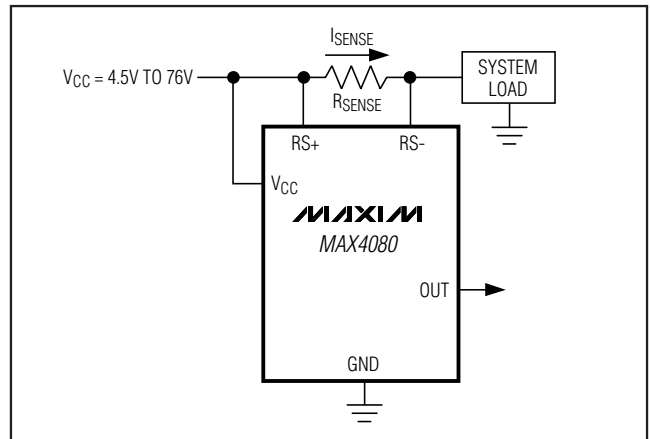 ISENSE
VCC = 4.5V TO 76V
RSENSE
SYSTEM
LOAD
RS+
RS-
VCC
MAXIM
MAX4080
OUT
GND